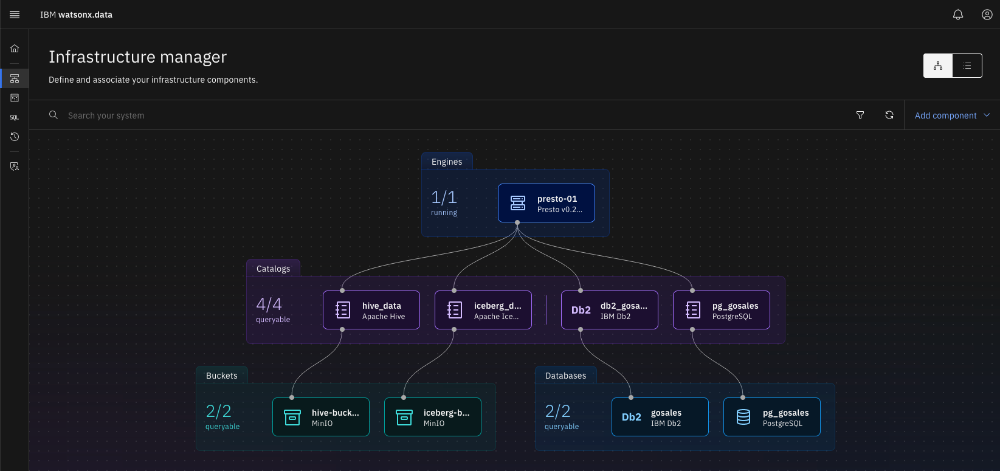 IBM watsonx.data
Infrastructure manager
Define and associate your infrastructure components.
SQL
Search your system
Add component
Engines
1/1
running
presto-01
Presto v0.2...
Catalogs
4/4
queryable
hive_data
Apache Hive
iceberg_d...
Apache Ice...
Db2
db2_gosa...
IBM Db2
pg_gosales
PostgreSQL
Buckets
2/2
queryable
hive-buck...
MinIO
iceberg-b...
MinIO
Databases
2/2
queryable
Db2
gosales
IBM Db2
pg_gosales
PostgreSQL